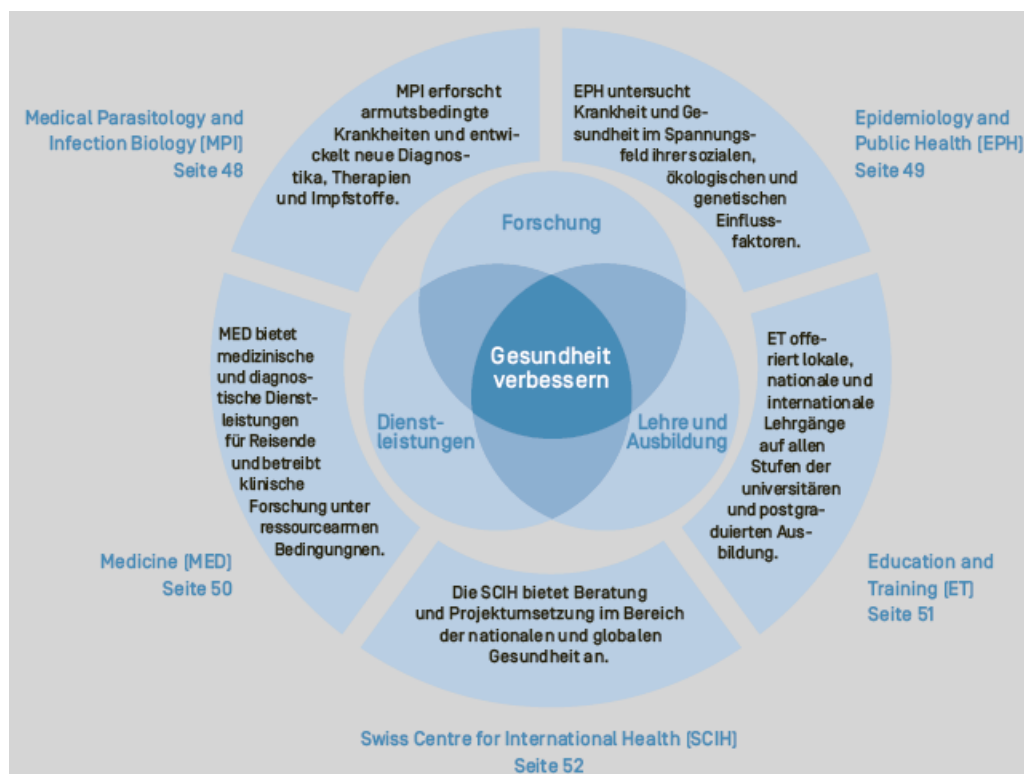 Medical Parasitology and
Infection Biology (MPI)
Seite 48
MPI erforscht
armutsbedingte
Krankheiten und entwi-
ckelt neue Diagnos-
tika, Therapien
und Impfstoffe.
EPH untersucht
Krankheit und Ge-
sundheit im Spannungs-
feld ihrer sozialen,
ökologischen und
genetischen
Einfluss-
faktoren.
Epidemiology and
Public Health (EPH)
Seite 49
Forschung
Gesundheit
verbessern
Dienst-
leistungen
Lehre und
Ausbildung
MED bietet
medizinische
und diagnos-
tische Dienst-
leistungen
für Reisende
und betreibt
klinische
Forschung unter
ressourcearmen
Bedingungnen.
ET offe-
riert lokale,
nationale und
internationale
Lehrgänge
auf allen
Stufen der
universitären
und postgra-
duierten Aus-
bildung.
Medicine (MED)
Seite 50
Education and
Training (ET)
Seite 51
Die SCIH bietet Beratung
und Projektumsetzung im Bereich
der nationalen und globalen
Gesundheit an.
Swiss Centre for International Health (SCIH)
Seite 52